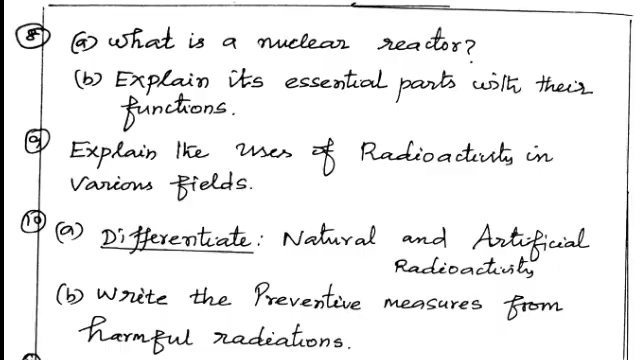 8 (a) What is a nuclear reactor?
(b) Explain its essential parts with their
functions.
9 Explain the uses of Radioactivity in
various fields.
10 (a) Differentiate: Natural and Artificial
Radioactivity
(b) Write the Preventive measures from
harmful radiations.